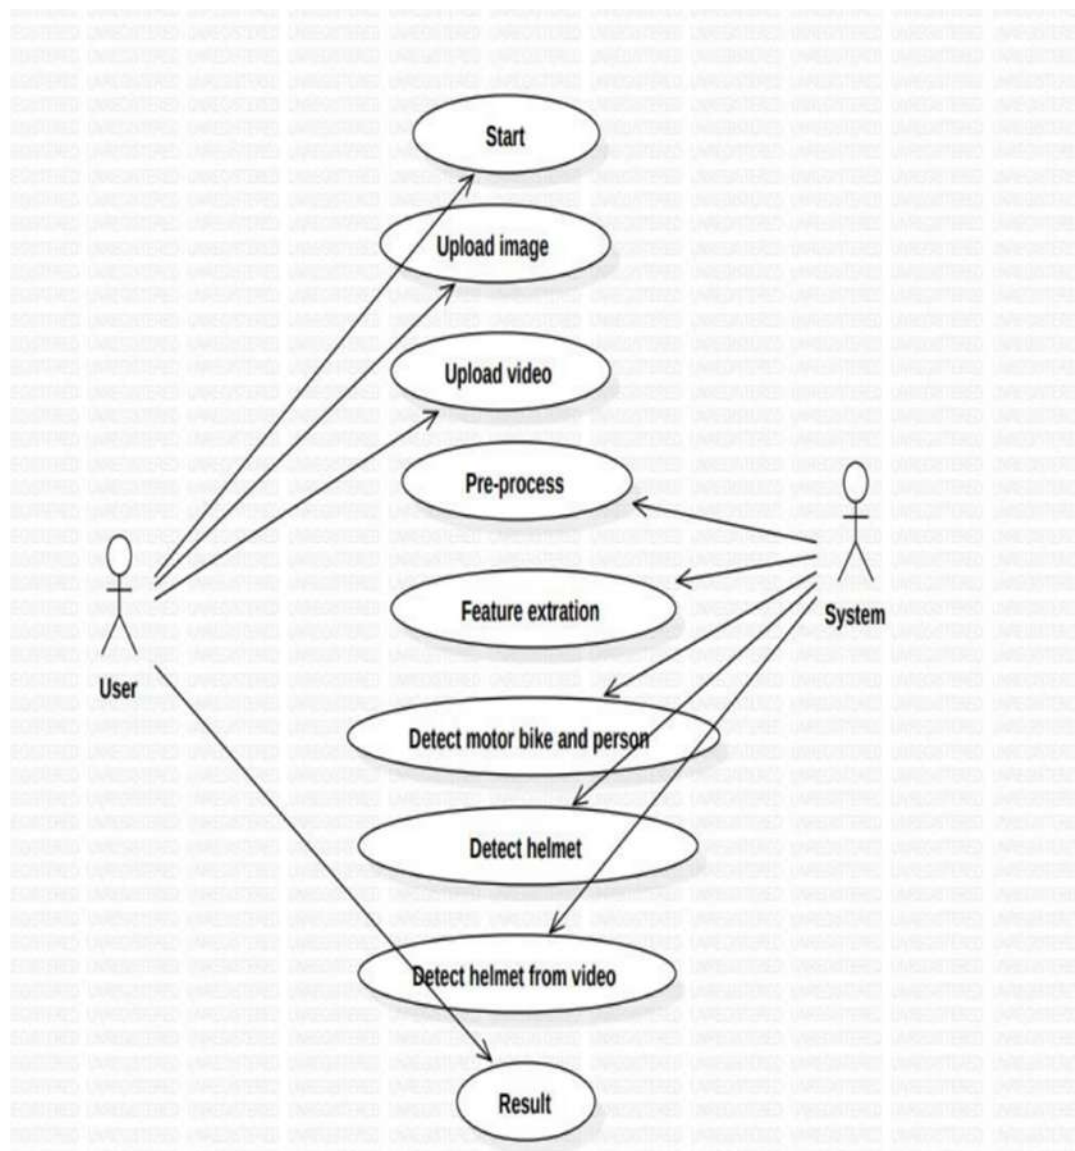 Start
Upload image
Upload video
Pre-process
Feature extration
System
User
Detect motor bike and person
Detect helmet
Detect helmet from video
Result
UNREGISTERED